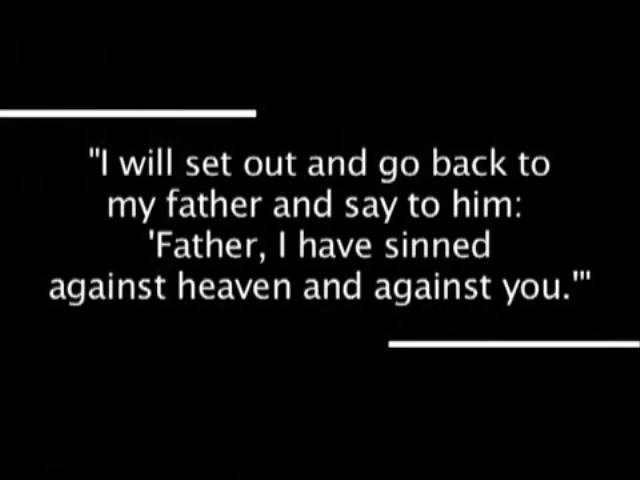 "I will set out and go back to
my father and say to him:
'Father, I have sinned
against heaven and against you.'"